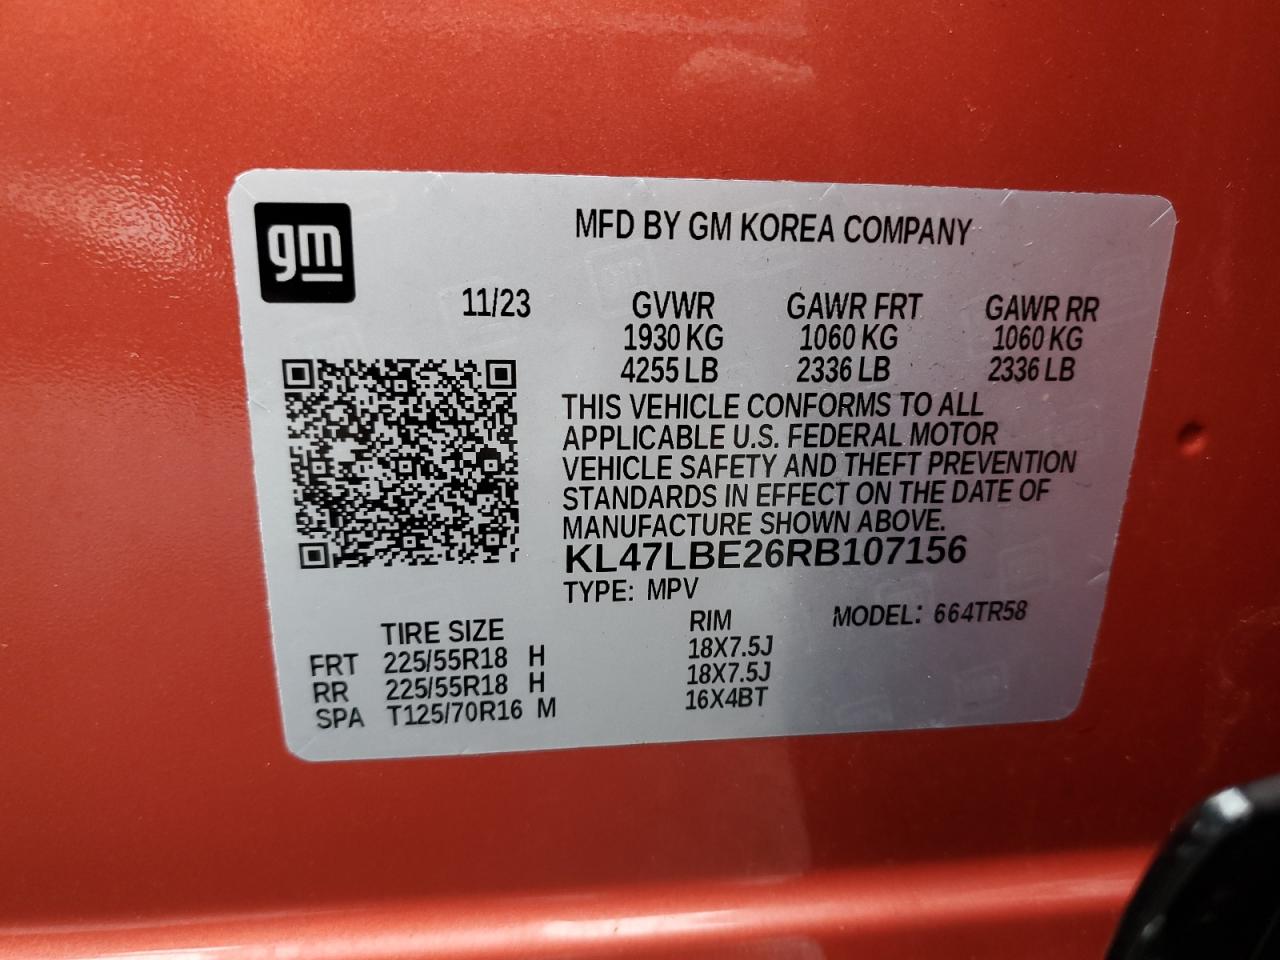 gm
MFD BY GM KOREA COMPANY
11/23 GVWR GAWR FRT GAWR RR
1930 KG 1060 KG 1060 KG
4255 LB 2336 LB 2336 LB
THIS VEHICLE CONFORMS TO ALL
APPLICABLE U.S. FEDERAL MOTOR
VEHICLE SAFETY AND THEFT PREVENTION
STANDARDS IN EFFECT ON THE DATE OF
MANUFACTURE SHOWN ABOVE.
KL47LBE26RB107156
TYPE: MPV
MODEL: 664TR58
TIRE SIZE RIM
FRT 225/55R18 H 18X7.5J
RR 225/55R18 H 18X7.5J
SPA T125/70R16 M 16X4BT